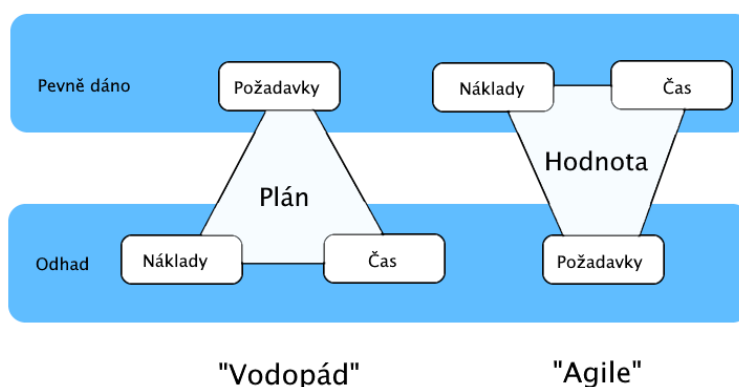 Pevně dáno
Požadavky
Náklady
Čas
Plán
Hodnota
Odhad
Náklady
Čas
Požadavky
"Vodopád"
"Agile"